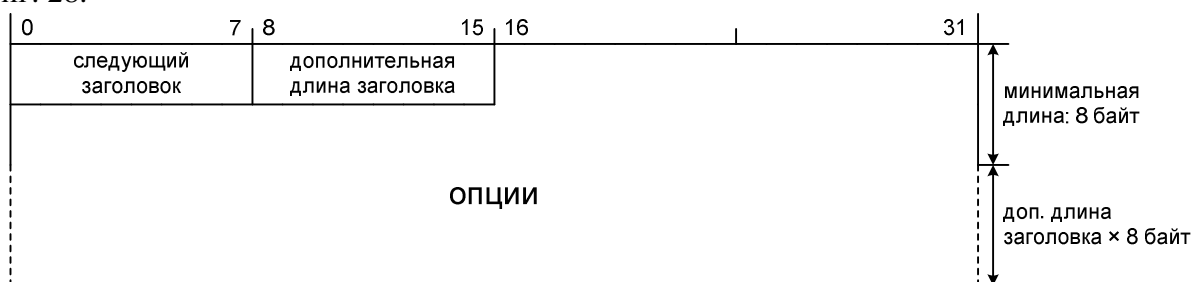 0 7 8 15 16 31
следующий
заголовок
дополнительная
длина заголовка
минимальная
длина: 8 байт
ОПЦИИ
доп. длина
заголовка × 8 байт